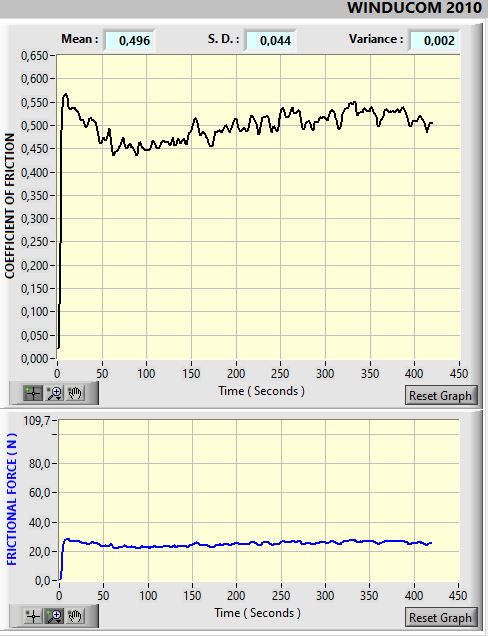 WINDUCOM 2010
Mean : 0,496 S. D. : 0,044 Variance : 0,002
0,650
0,600
0,550
0,500
0,450
0,400
0,350
0,300
0,250
0,200
0,150
0,100
0,050
0,000
COEFFICIENT OF FRICTION
0 50 100 150 200 250 300 350 400 450
Time ( Seconds )
Reset Graph
109,7
80,0
60,0
40,0
20,0
0,0
FRICTIONAL FORCE ( N )
0 50 100 150 200 250 300 350 400 450
Time ( Seconds )
Reset Graph